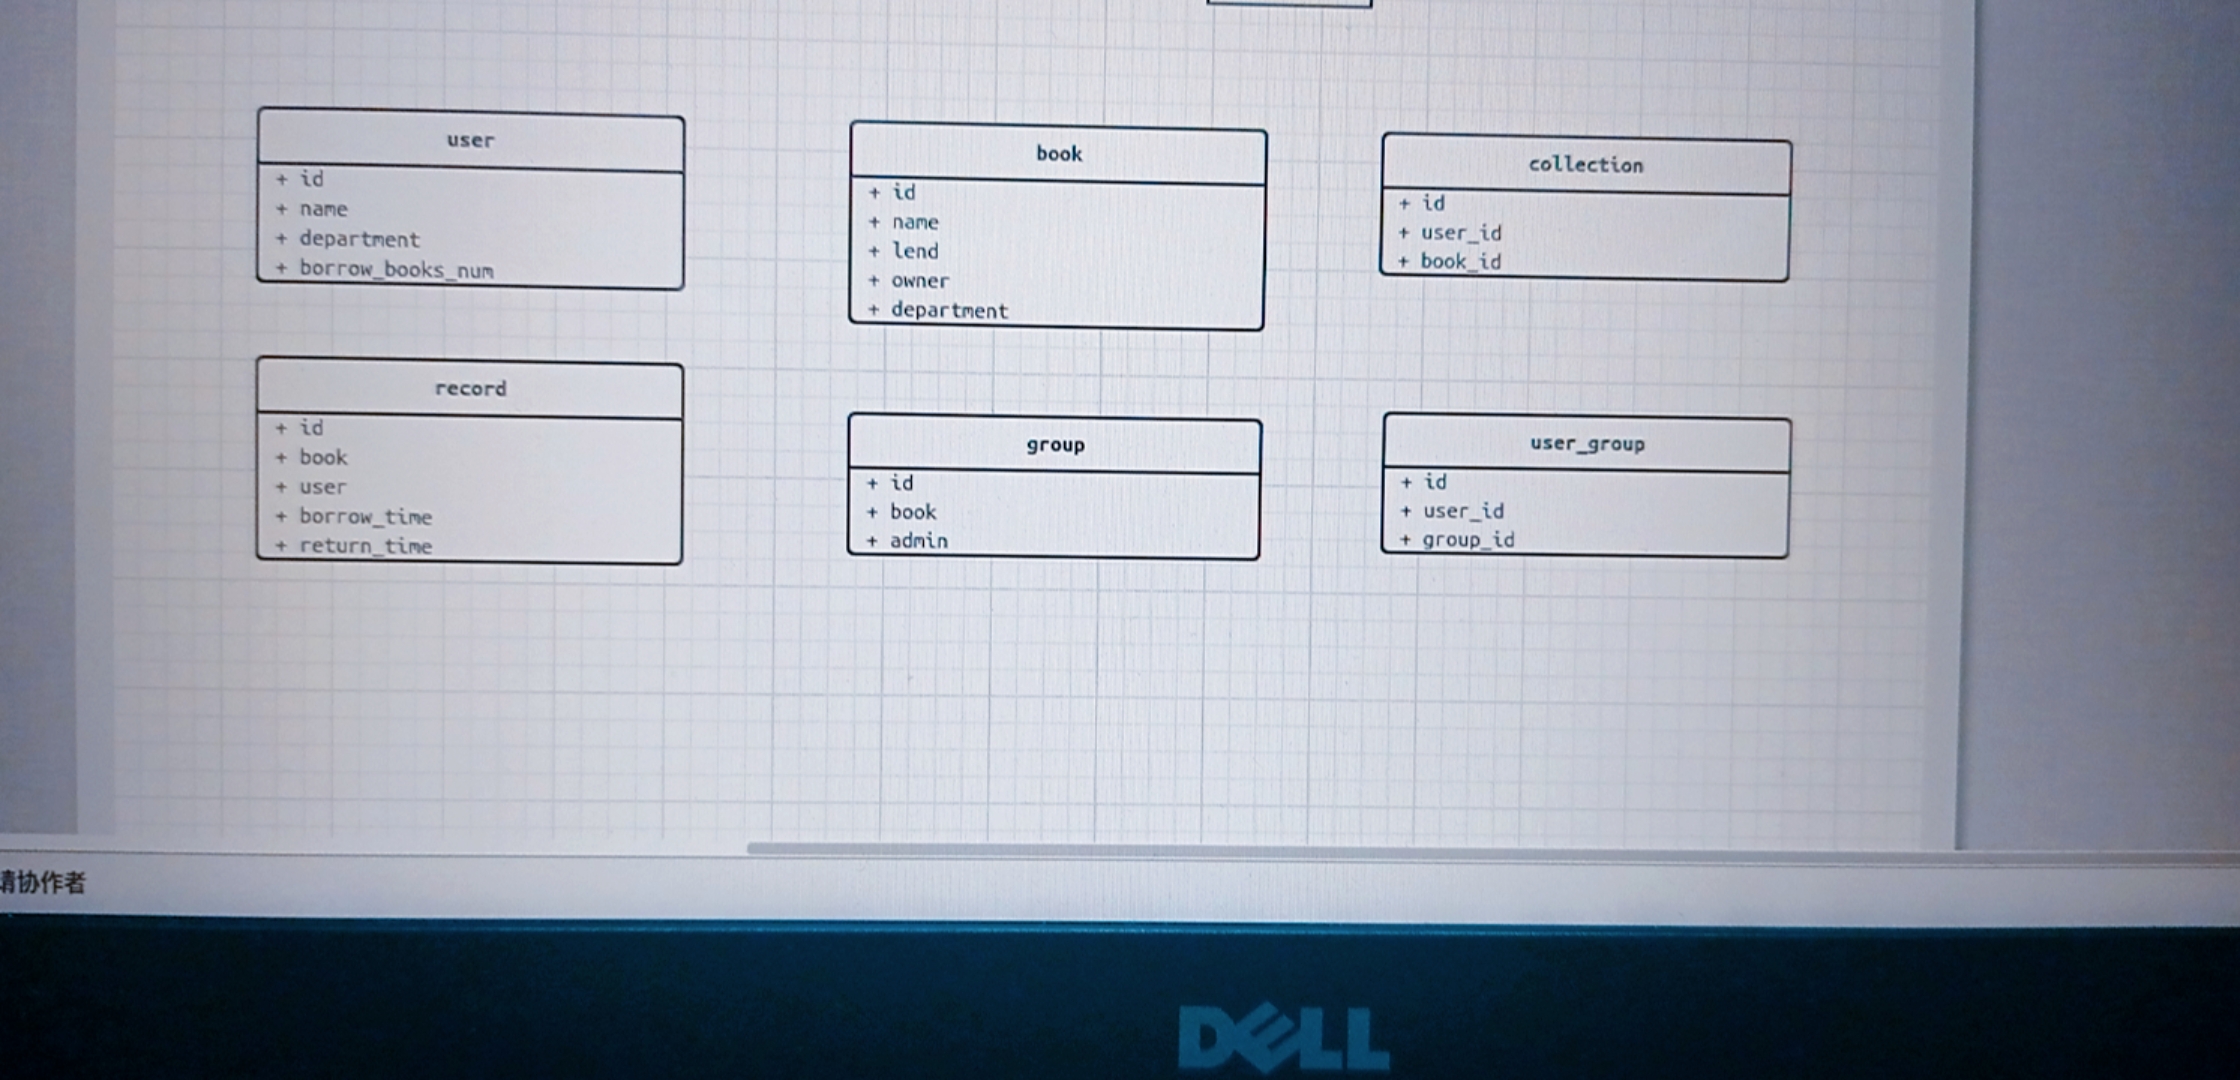 user
+ id
+ name
+ department
+ borrow_books_num
book
+ id
+ name
+ lend
+ owner
+ department
collection
+ id
+ user_id
+ book_id
record
+ id
+ book
+ user
+ borrow_time
+ return_time
group
+ id
+ book
+ admin
user_group
+ id
+ user_id
+ group_id
请协作者
DELL